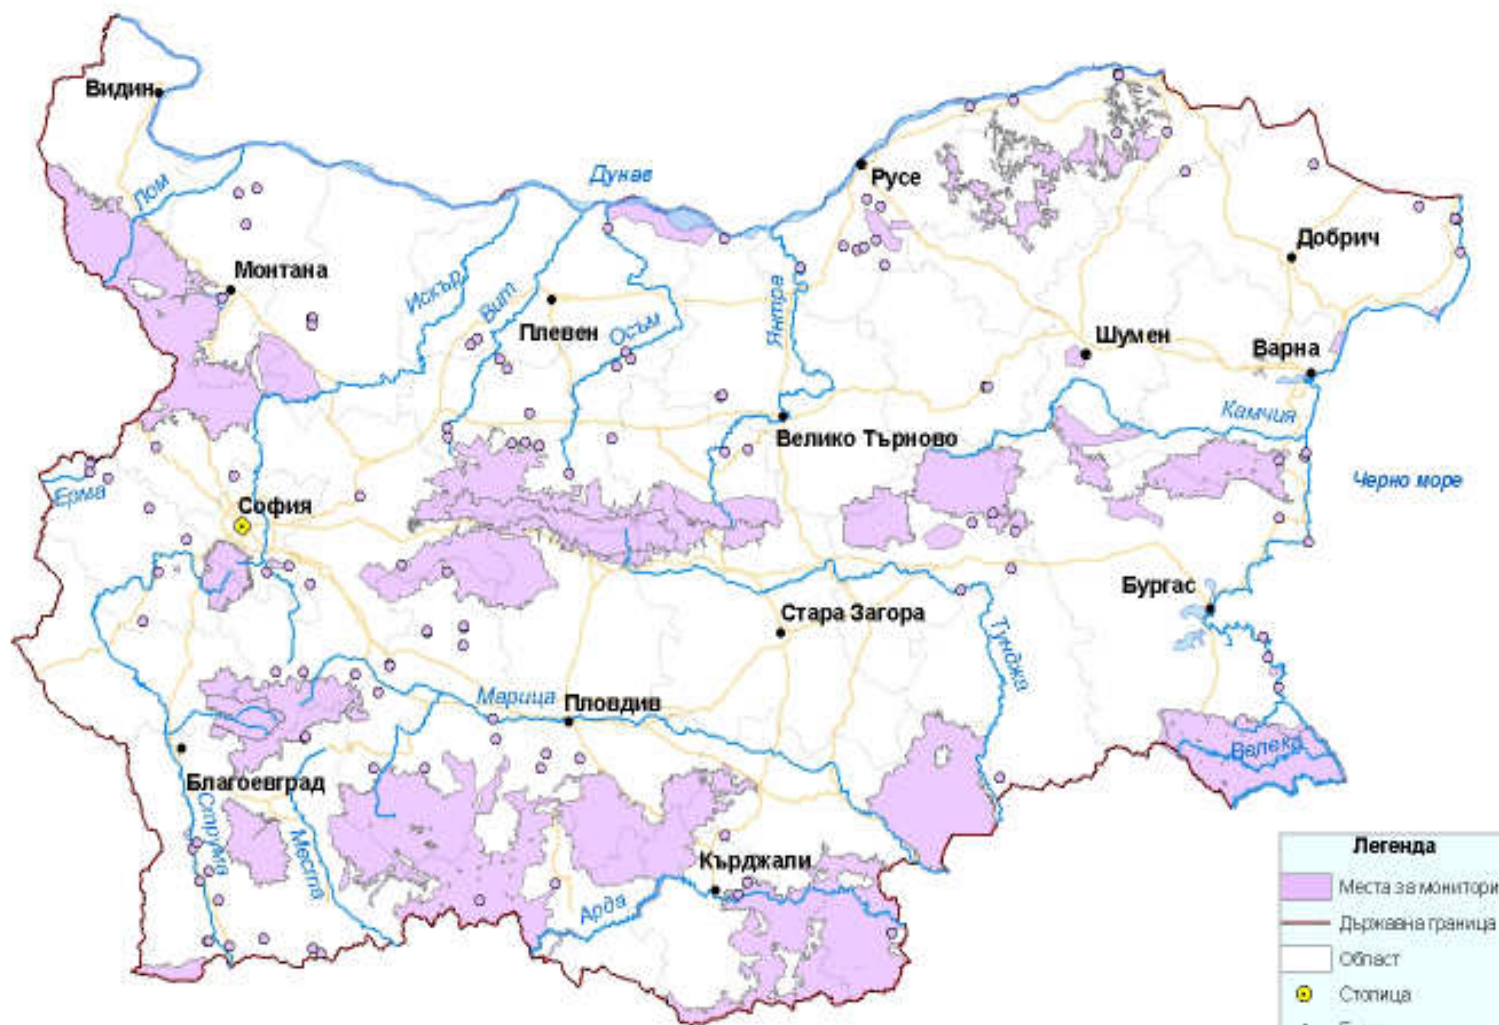 Видин
Лом
Дунав
Русе
Добрич
Монтана
Искър
Вит
Плевен
Осъм
Янтра
Шумен
Варна
Камчия
Велико Търново
Черно море
Ерма
София
Бургас
Стара Загора
Тунджа
Марица
Пловдив
Велека
Благоевград
Струма
Места
Кърджали
Арда
Легенда
Места за монитори
Държавна граница
Област
Столица